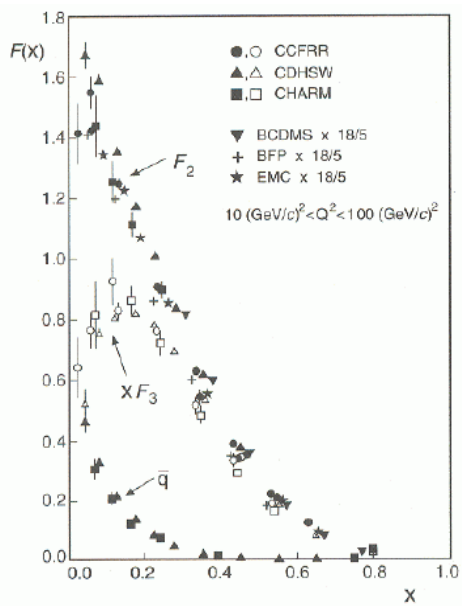 F(x)
1.8
1.6
1.4
1.2
1.0
0.8
0.6
0.4
0.2
0.0
0.0 0.2 0.4 0.6 0.8 1.0
x
●,○ CCFRR
▲,△ CDHSW
■ □ CHARM
▼ BCDMS x 18/5
+ BFP x 18/5
★ EMC x 18/5
10 (GeV/c)²<Q²<100 (GeV/c)²
F₂
xF₃
q̄